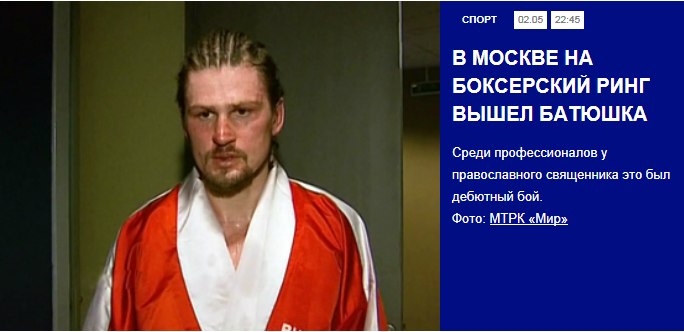 СПОРТ 02.05 22:45
В МОСКВЕ НА
БОКСЕРСКИЙ РИНГ
ВЫШЕЛ БАТЮШКА
Среди профессионалов у
православного священника это был
дебютный бой.
Фото: МТРК «Мир»